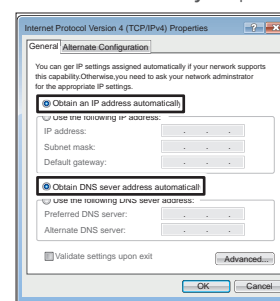 Internet Protocol Version 4 (TCP/IPv4) Properties
General
Alternate Configuration
You can ger IP settings assigned automatically if your nerwork supports
this capability.Otherwise,you need to ask your network adminstrator
for the appropriate IP settings.
Obtain an IP address automatically
Use the following IP address:
IP address:
Subnet mask:
Default gateway:
Obtain DNS sever address automatically
Use the following DNS sever address:
Preferred DNS server:
Alternate DNS server:
Validate settings upon exit
Advanced...
OK
Cancel